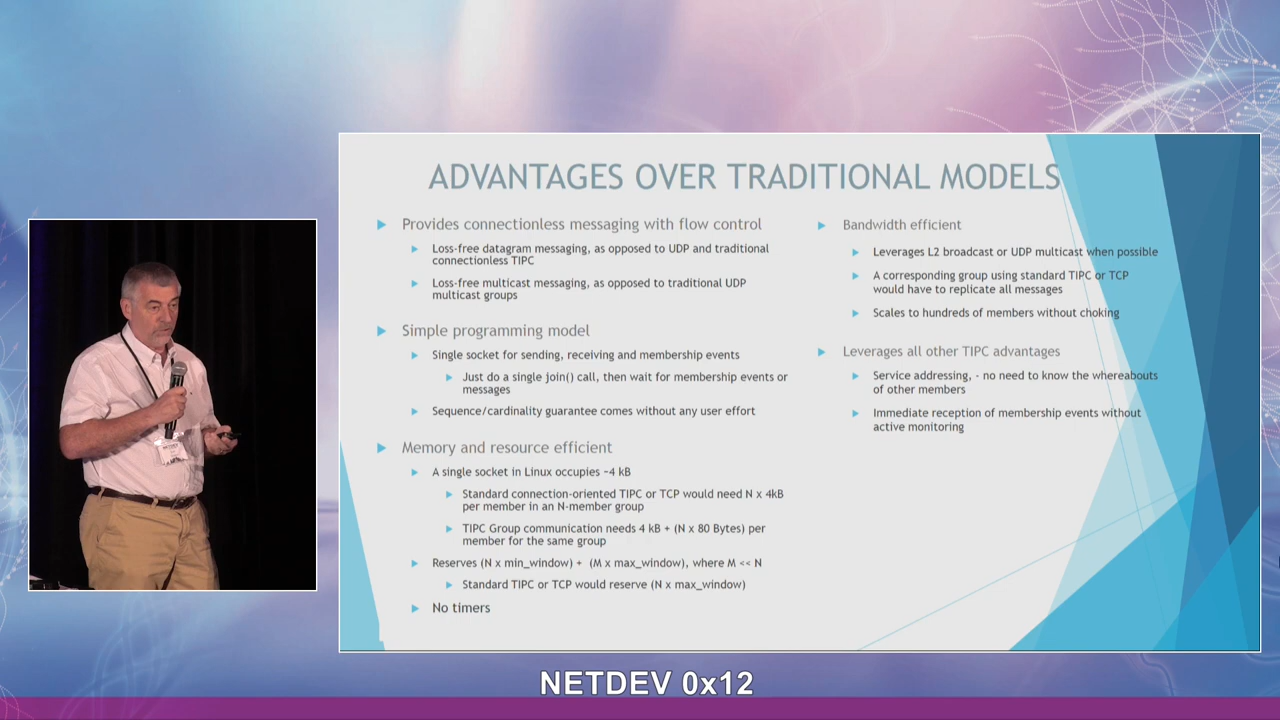 ADVANTAGES OVER TRADITIONAL MODELS
Provides connectionless messaging with flow control
Loss-free datagram messaging, as opposed to UDP and traditional
connectionless TIPC
Loss-free multicast messaging, as opposed to traditional UDP
multicast groups
Simple programming model
Single socket for sending, receiving and membership events
Just do a single join() call, then wait for membership events or
messages
Sequence/cardinality guarantee comes without any user effort
Memory and resource efficient
A single socket in Linux occupies ~4 kB
Standard connection-oriented TIPC or TCP would need N x 4kB
per member in an N-member group
TIPC Group communication needs 4 kB + (N x 80 Bytes) per
member for the same group
Reserves (N x min_window) + (M x max_window), where M << N
Standard TIPC or TCP would reserve (N x max_window)
No timers
Bandwidth efficient
Leverages L2 broadcast or UDP multicast when possible
A corresponding group using standard TIPC or TCP
would have to replicate all messages
Scales to hundreds of members without choking
Leverages all other TIPC advantages
Service addressing, - no need to know the whereabouts
of other members
Immediate reception of membership events without
active monitoring
NETDEV 0x12